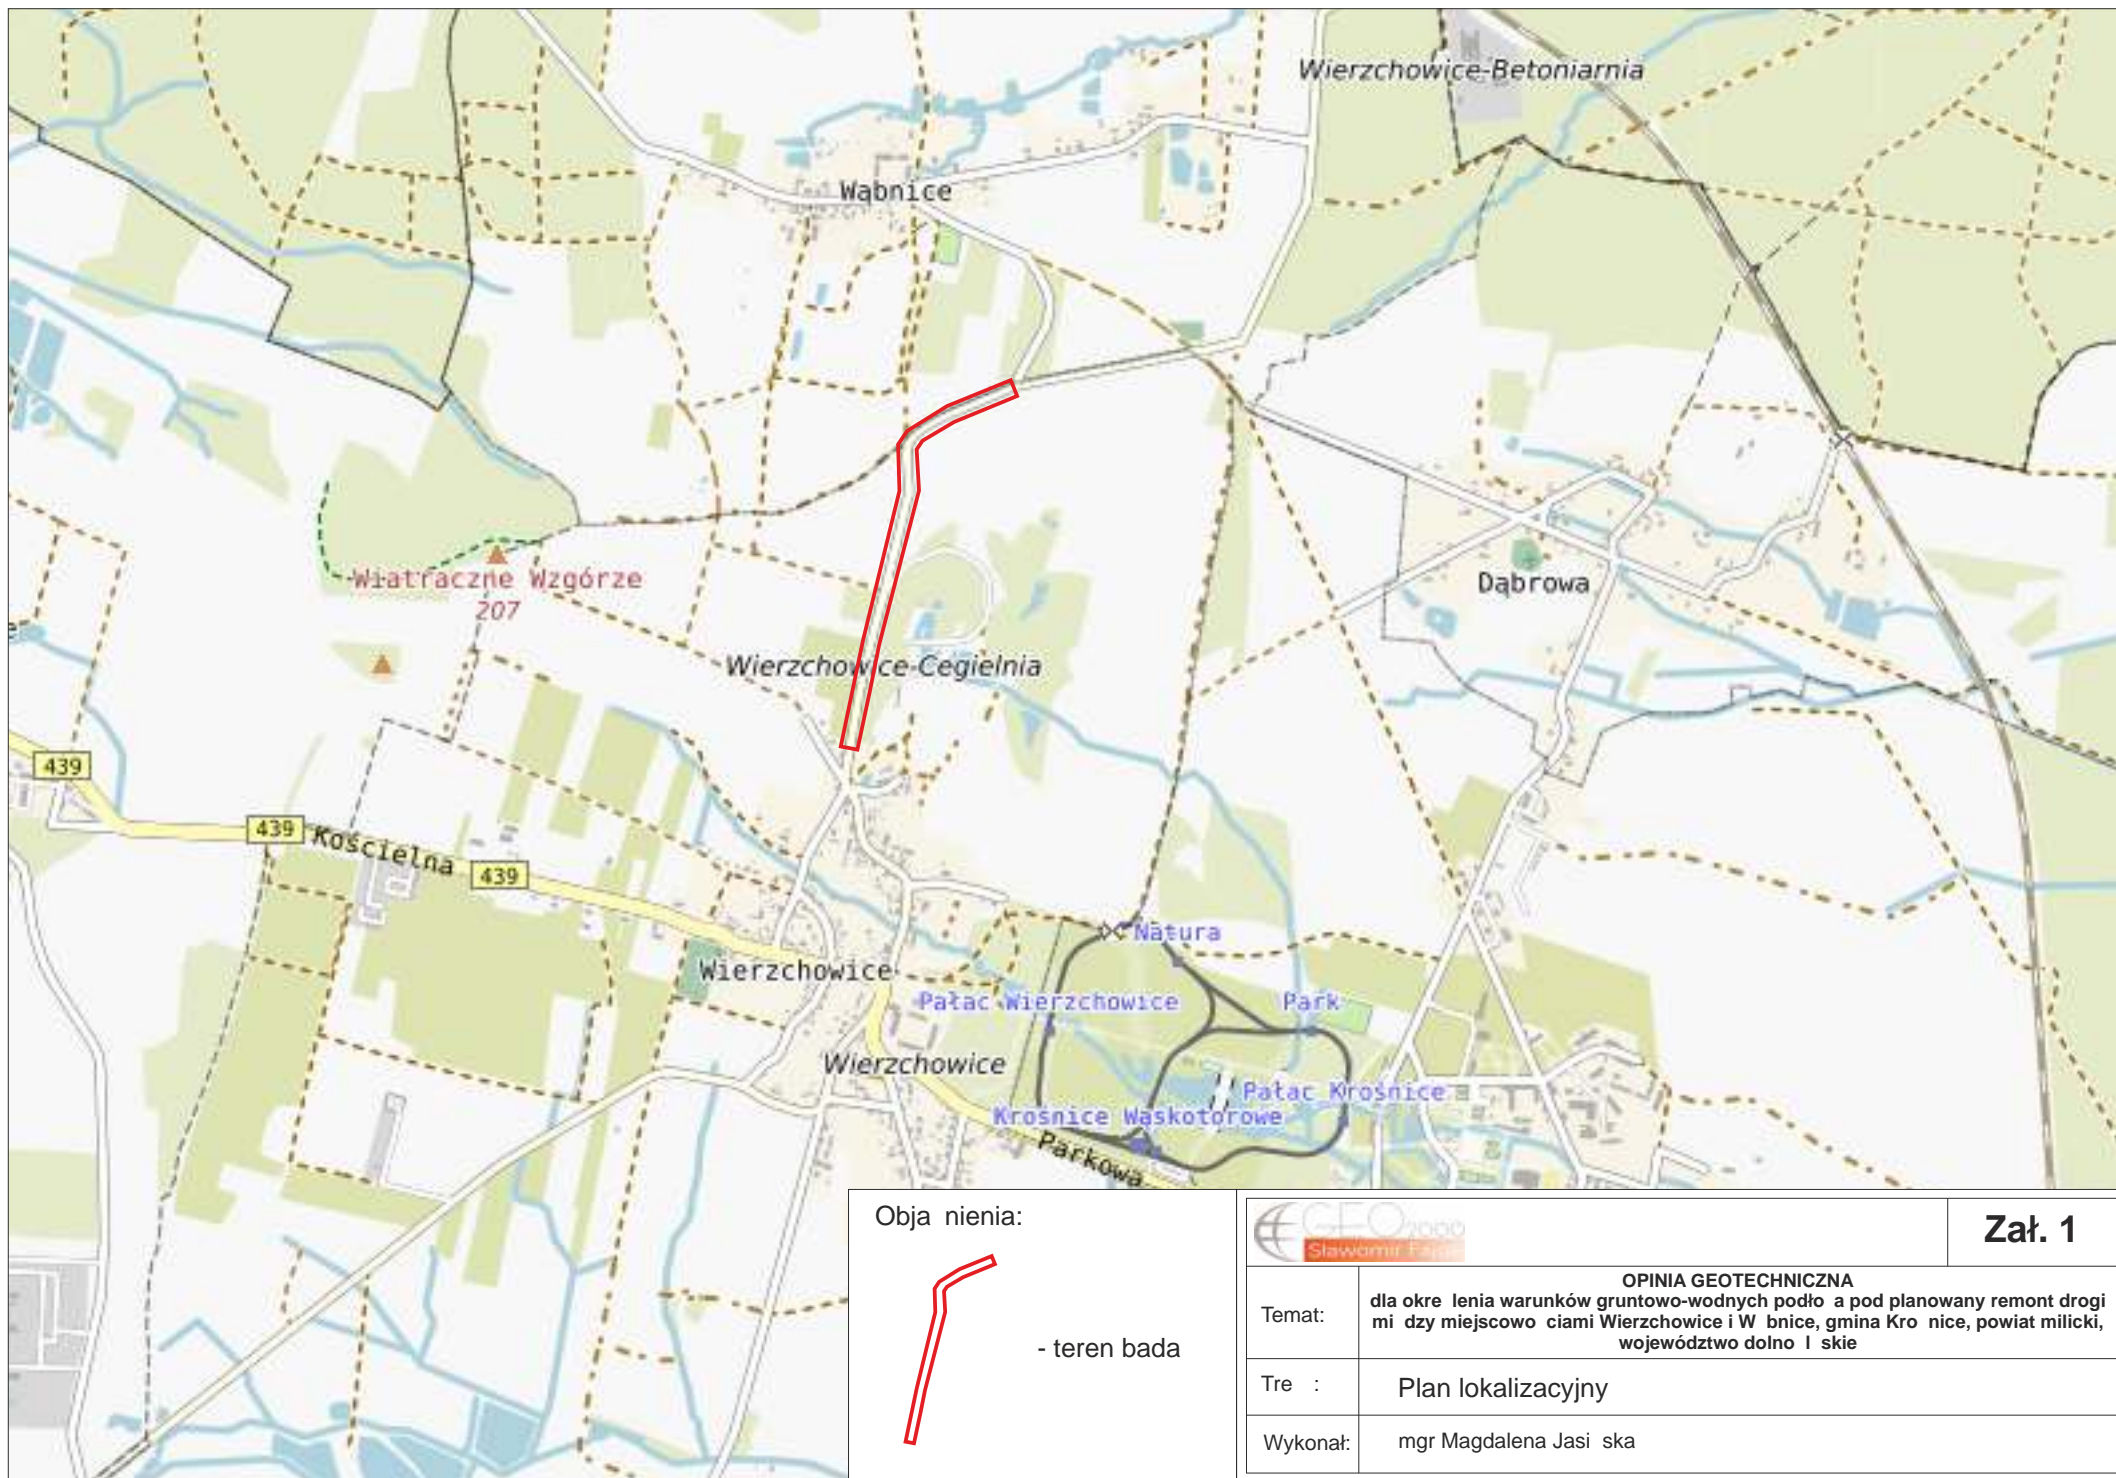 Wierzchowice-Betoniarnia
Wąbnice
Wiatraczne Wzgórze
207
Dąbrowa
Wierzchowice-Cegielnia
439
439
Kościelna
439
Natura
Wierzchowice
Pałac Wierzchowice
Park
Wierzchowice
Pałac Krośnice
Krośnice Wąskotorowe
Parkowa
Obja nienia:
- teren bada
GEO 2000
Sławomir
Zał. 1
Temat:
OPINIA GEOTECHNICZNA
dla okre lenia warunków gruntowo-wodnych podło a pod planowany remont drogi
mi dzy miejscowo ciami Wierzchowice i W bnice, gmina Kro nice, powiat milicki,
województwo dolno l skie
Tre :
Plan lokalizacyjny
Wykonał:
mgr Magdalena Jasi ska